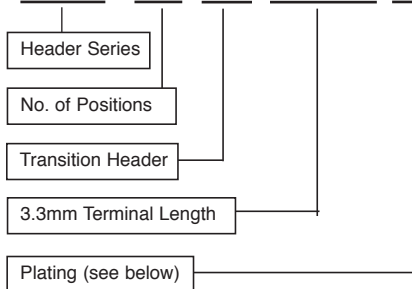 Header Series
No. of Positions
Transition Header
3.3mm Terminal Length
Plating (see below)